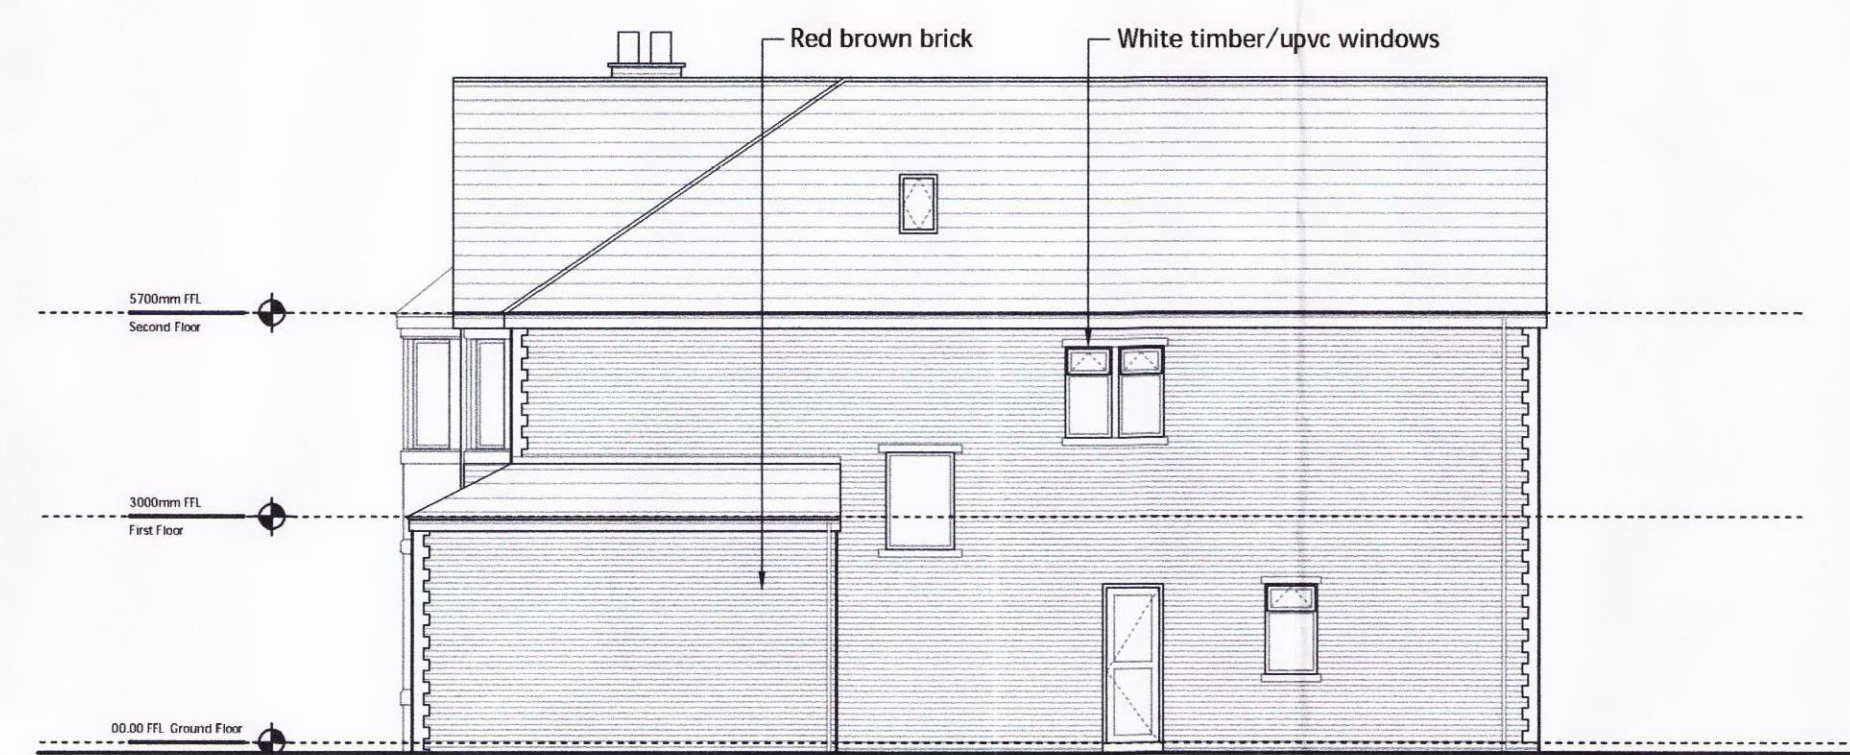 Red brown brick
White timber/upvc windows
5700mm FFL
Second Floor
3000mm FFL
First Floor
00.00 FFL Ground Floor